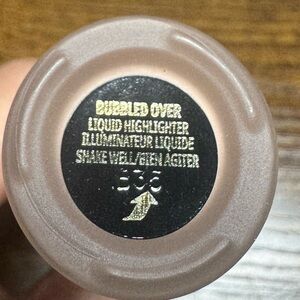 BUBBLED OVER
LIQUID HIGHLIGHTER
ILLUMINATEUR LIQUIDE
SHAKE WELL/BIEN AGITER